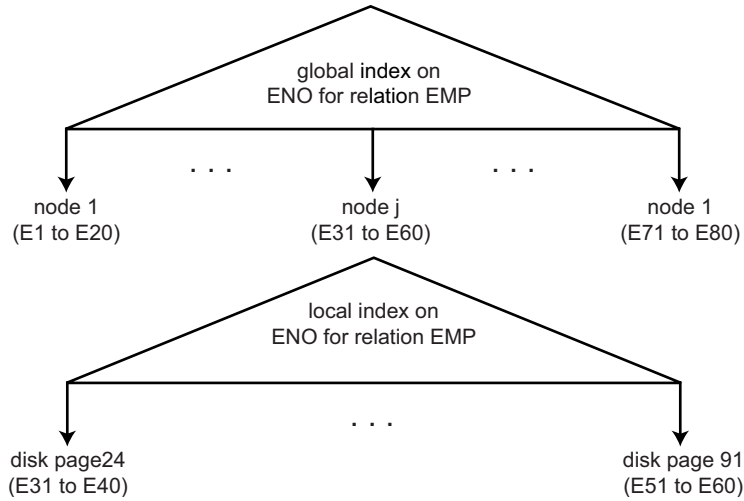 global index on
ENO for relation EMP
. . .
. . .
node 1
(E1 to E20)
node j
(E31 to E60)
node 1
(E71 to E80)
local index on
ENO for relation EMP
. . .
disk page24
(E31 to E40)
disk page 91
(E51 to E60)